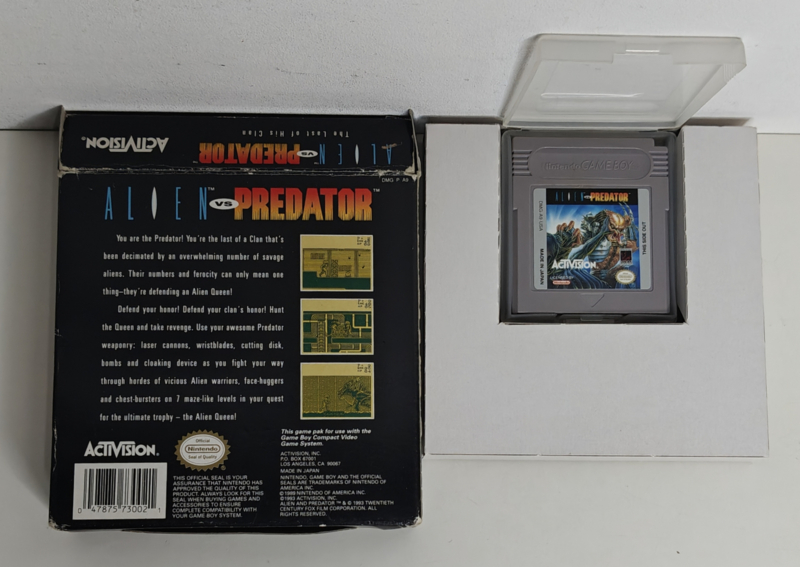 ACTIVISION.
The Last of His Clan
ALIEN VS PREDATOR
DMG P A9
ALIEN™ VS PREDATOR™
You are the Predator! You're the last of a Clan that's
been decimated by an overwhelming number of savage
aliens. Their numbers and ferocity can only mean one
thing–they're defending an Alien Queen!
Defend your honor! Defend your clan's honor! Hunt
the Queen and take revenge. Use your awesome Predator
weaponry: laser cannons, wristblades, cutting disk,
bombs and cloaking device as you fight your way
through hordes of vicious Alien warriors, face-huggers
and chest-bursters on 7 maze-like levels in your quest
for the ultimate trophy – the Alien Queen!
ACTIVISION.
Official
Nintendo
Seal of Quality
THIS OFFICIAL SEAL IS YOUR
ASSURANCE THAT NINTENDO HAS
APPROVED THE QUALITY OF THIS
PRODUCT. ALWAYS LOOK FOR THIS
SEAL WHEN BUYING GAMES AND
ACCESSORIES TO ENSURE
COMPLETE COMPATIBILITY WITH
YOUR GAME BOY SYSTEM.
0 47875 73002 1
This game pak for use with the
Game Boy Compact Video
Game System.
ACTIVISION, INC.
P.O. BOX 67001
LOS ANGELES, CA 90067
MADE IN JAPAN
NINTENDO, GAME BOY AND THE OFFICIAL
SEALS ARE TRADEMARKS OF NINTENDO
OF AMERICA INC.
©1989 NINTENDO OF AMERICA INC.
©1993 ACTIVISION, INC.
ALIEN AND PREDATOR ™ & © 1993 TWENTIETH
CENTURY FOX FILM CORPORATION. ALL
RIGHTS RESERVED.
Nintendo GAME BOY
ALIEN VS PREDATOR
MADE IN JAPAN
THIS SIDE OUT
ACTIVISION.
Nintendo